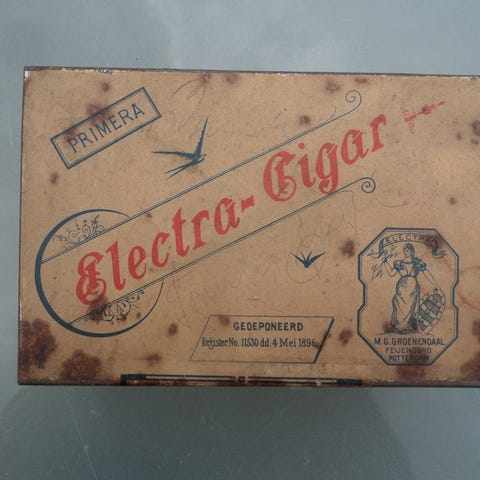 PRIMERA
Electra-Cigar
GEDEPONEERD
Register No. 11530 dd 4 Mei 1896
ELECTRA
M.G. GROENENDAAL
FEIJENOORD
ROTTERDAM